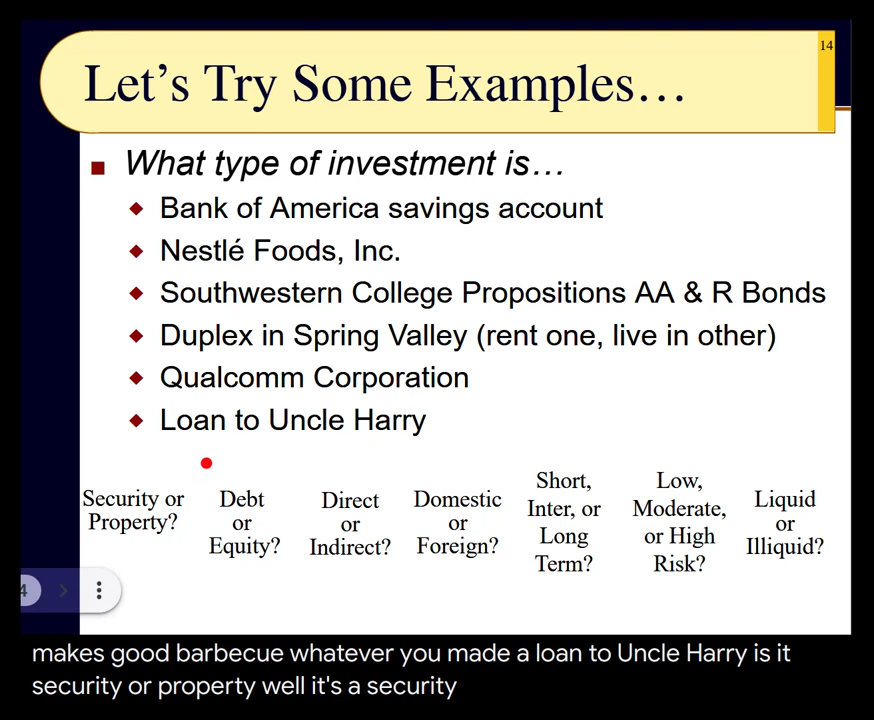 14
Let's Try Some Examples…
What type of investment is…
Bank of America savings account
Nestlé Foods, Inc.
Southwestern College Propositions AA & R Bonds
Duplex in Spring Valley (rent one, live in other)
Qualcomm Corporation
Loan to Uncle Harry
Security or
Property?
Debt
or
Equity?
Direct
or
Indirect?
Domestic
or
Foreign?
Short,
Inter, or
Long
Term?
Low,
Moderate,
or High
Risk?
Liquid
or
Illiquid?
4
makes good barbecue whatever you made a loan to Uncle Harry is it
security or property well it's a security